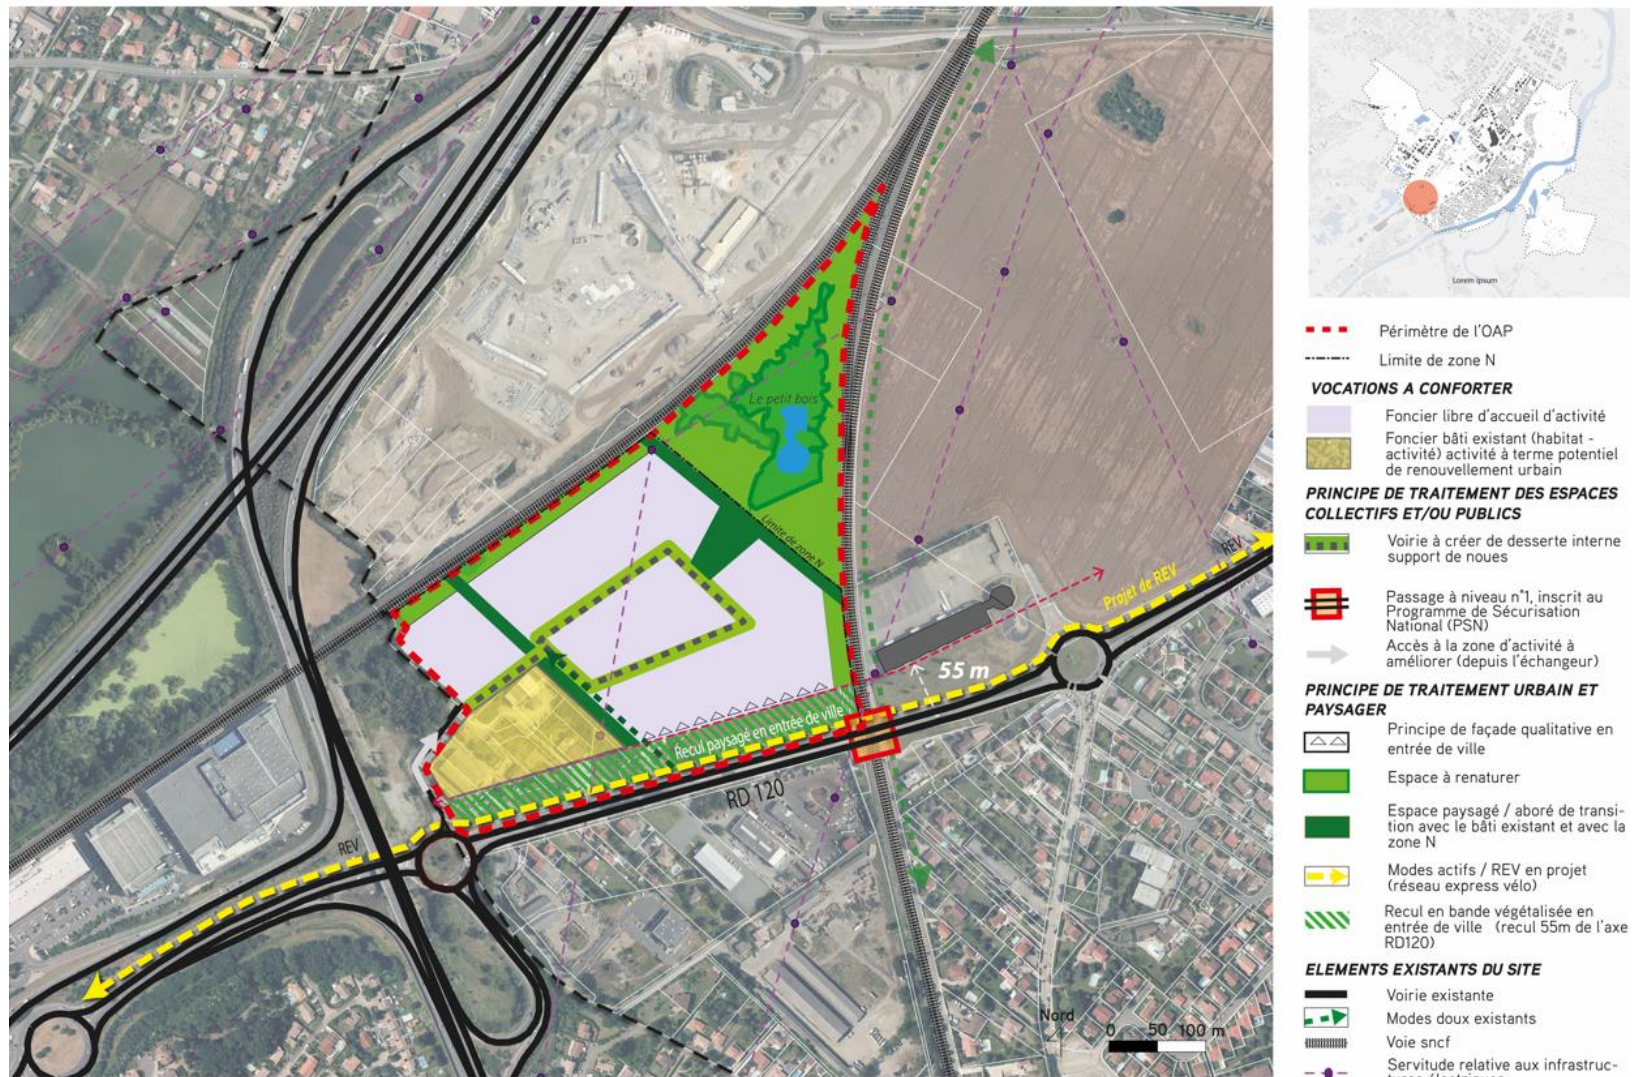 Le petit bois
Limite de zone N
Projet de REV
REV
55 m
Recul paysagé en entrée de ville
RD 120
REV
Nord
0 50 100 m
Lorem ipsum
Périmètre de l'OAP
Limite de zone N
VOCATIONS A CONFORTER
Foncier libre d'accueil d'activité
Foncier bâti existant (habitat -
activité) activité à terme potentiel
de renouvellement urbain
PRINCIPE DE TRAITEMENT DES ESPACES
COLLECTIFS ET/OU PUBLICS
Voirie à créer de desserte interne
support de noues
Passage à niveau n°1, inscrit au
Programme de Sécurisation
National (PSN)
Accès à la zone d'activité à
améliorer (depuis l'échangeur)
PRINCIPE DE TRAITEMENT URBAIN ET
PAYSAGER
Principe de façade qualitative en
entrée de ville
Espace à renaturer
Espace paysagé / aboré de transi-
tion avec le bâti existant et avec la
zone N
Modes actifs / REV en projet
(réseau express vélo)
Recul en bande végétalisée en
entrée de ville (recul 55m de l'axe
RD120)
ELEMENTS EXISTANTS DU SITE
Voirie existante
Modes doux existants
Voie sncf
Servitude relative aux infrastruc-